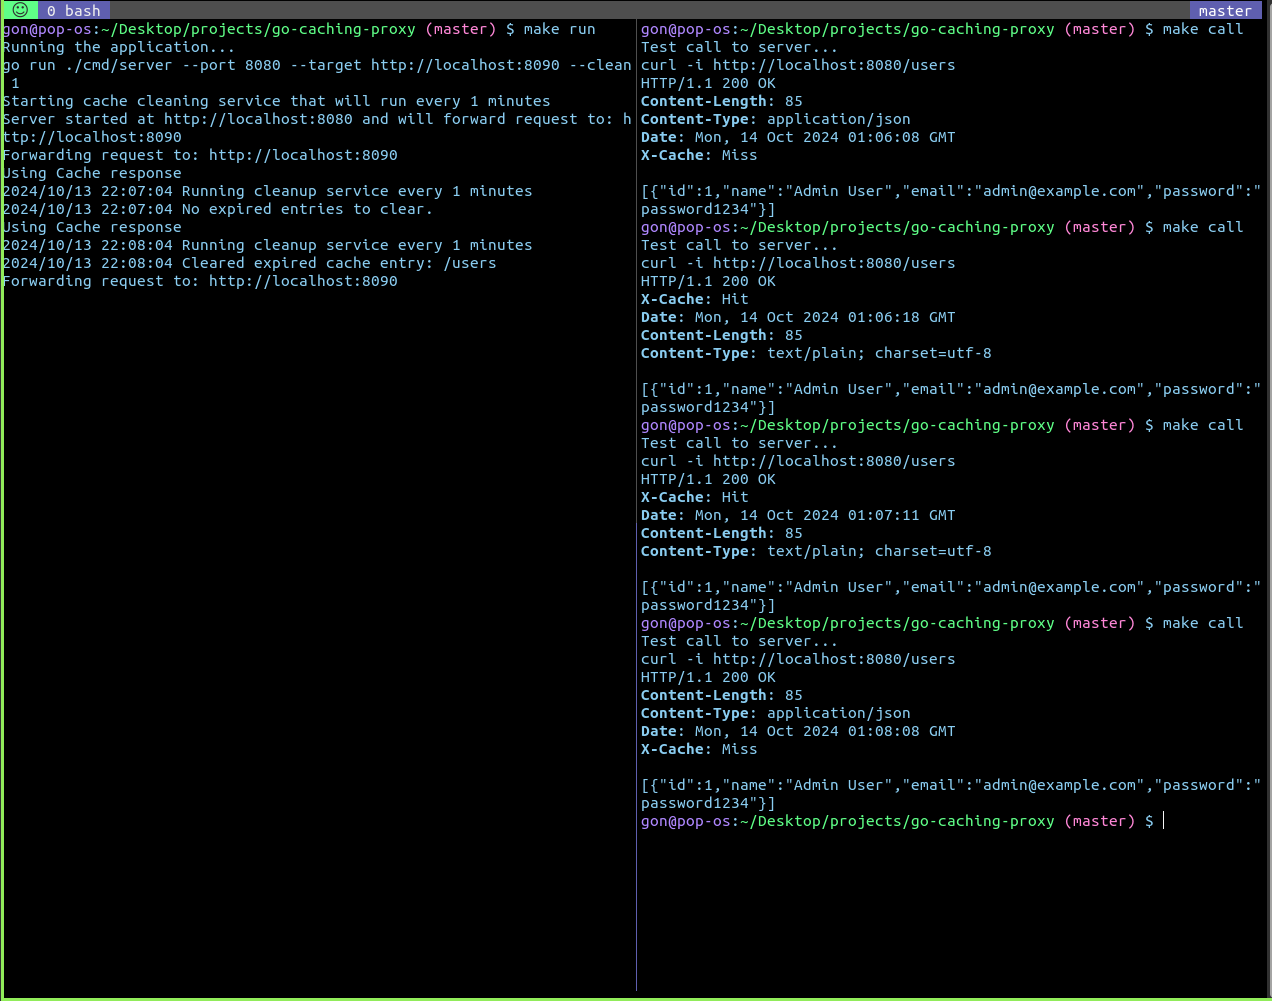 0 bash
master
gon@pop-os:~/Desktop/projects/go-caching-proxy (master) $ make run
Running the application...
go run ./cmd/server --port 8080 --target http://localhost:8090 --clean
1
Starting cache cleaning service that will run every 1 minutes
Server started at http://localhost:8080 and will forward request to: h
ttp://localhost:8090
Forwarding request to: http://localhost:8090
Using Cache response
2024/10/13 22:07:04 Running cleanup service every 1 minutes
2024/10/13 22:07:04 No expired entries to clear.
Using Cache response
2024/10/13 22:08:04 Running cleanup service every 1 minutes
2024/10/13 22:08:04 Cleared expired cache entry: /users
Forwarding request to: http://localhost:8090
gon@pop-os:~/Desktop/projects/go-caching-proxy (master) $ make call
Test call to server...
curl -i http://localhost:8080/users
HTTP/1.1 200 OK
Content-Length: 85
Content-Type: application/json
Date: Mon, 14 Oct 2024 01:06:08 GMT
X-Cache: Miss
[{"id":1,"name":"Admin User","email":"admin@example.com","password":"
password1234"}]
gon@pop-os:~/Desktop/projects/go-caching-proxy (master) $ make call
Test call to server...
curl -i http://localhost:8080/users
HTTP/1.1 200 OK
X-Cache: Hit
Date: Mon, 14 Oct 2024 01:06:18 GMT
Content-Length: 85
Content-Type: text/plain; charset=utf-8
[{"id":1,"name":"Admin User","email":"admin@example.com","password":"
password1234"}]
gon@pop-os:~/Desktop/projects/go-caching-proxy (master) $ make call
Test call to server...
curl -i http://localhost:8080/users
HTTP/1.1 200 OK
X-Cache: Hit
Date: Mon, 14 Oct 2024 01:07:11 GMT
Content-Length: 85
Content-Type: text/plain; charset=utf-8
[{"id":1,"name":"Admin User","email":"admin@example.com","password":"
password1234"}]
gon@pop-os:~/Desktop/projects/go-caching-proxy (master) $ make call
Test call to server...
curl -i http://localhost:8080/users
HTTP/1.1 200 OK
Content-Length: 85
Content-Type: application/json
Date: Mon, 14 Oct 2024 01:08:08 GMT
X-Cache: Miss
[{"id":1,"name":"Admin User","email":"admin@example.com","password":"
password1234"}]
gon@pop-os:~/Desktop/projects/go-caching-proxy (master) $